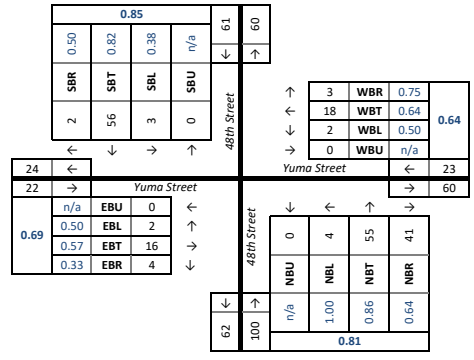 0.85
0.50 0.82 0.38 n/a
SBR SBT SBL SBU
2 56 3 0
← ↓ → ↑
61 60
↓ ↑
48th Street
↑ 3 WBR 0.75
← 18 WBT 0.64
↓ 2 WBL 0.50
→ 0 WBU n/a
0.64
24 ←
Yuma Street
← 23
22 →
Yuma Street
→ 60
0.69
n/a EBU 0 ←
0.50 EBL 2 ↑
0.57 EBT 16 →
0.33 EBR 4 ↓
48th Street
↓ ← ↑ →
0 4 55 41
NBU NBL NBT NBR
n/a 1.00 0.86 0.64
0.81
↓ ↑
62 100